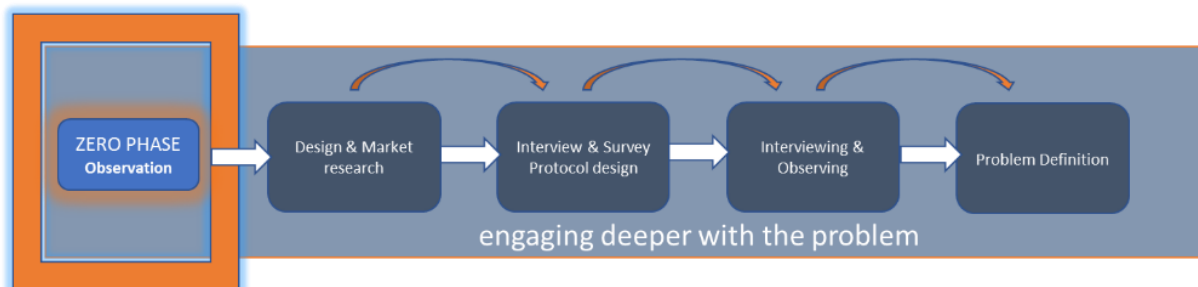 ZERO PHASE
Observation
Design & Market
research
Interview & Survey
Protocol design
Interviewing &
Observing
Problem Definition
engaging deeper with the problem